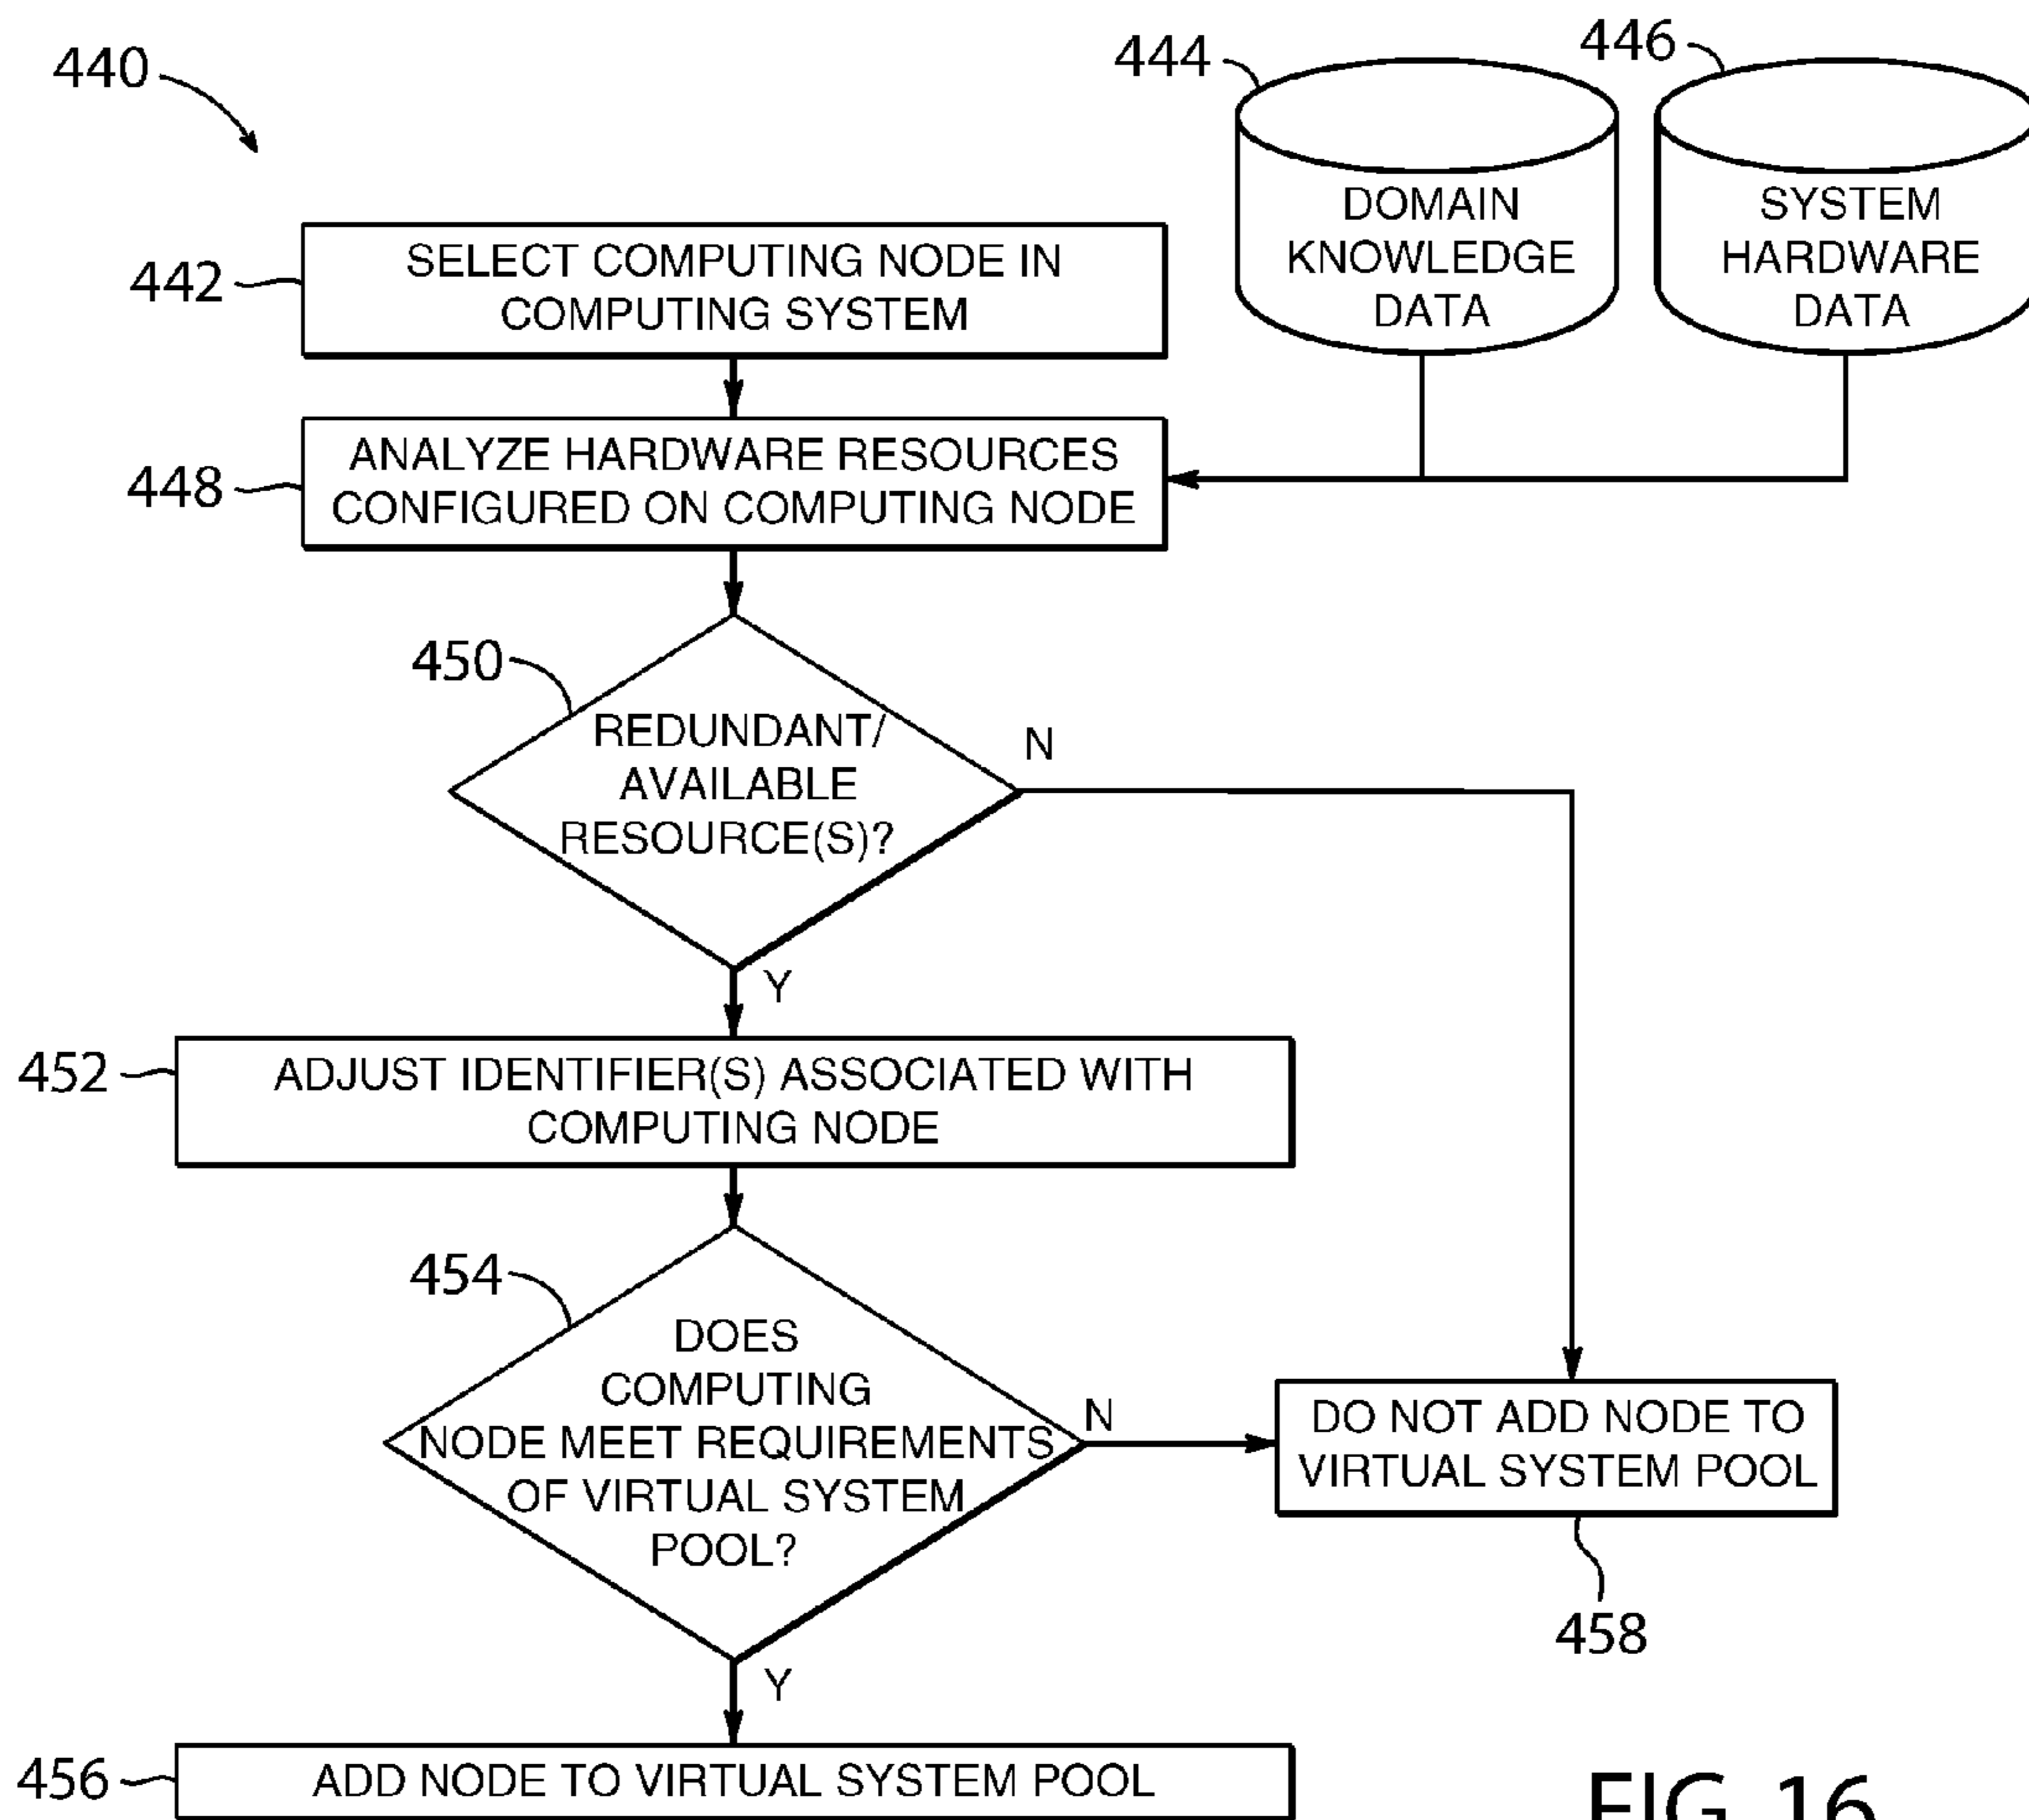 440
444
446
DOMAIN
KNOWLEDGE
DATA
SYSTEM
HARDWARE
DATA
442
SELECT COMPUTING NODE IN
COMPUTING SYSTEM
448
ANALYZE HARDWARE RESOURCES
CONFIGURED ON COMPUTING NODE
450
REDUNDANT/
AVAILABLE
RESOURCE(S)?
N
Y
452
ADJUST IDENTIFIER(S) ASSOCIATED WITH
COMPUTING NODE
454
DOES
COMPUTING
NODE MEET REQUIREMENTS
OF VIRTUAL SYSTEM
POOL?
N
DO NOT ADD NODE TO
VIRTUAL SYSTEM POOL
458
Y
456
ADD NODE TO VIRTUAL SYSTEM POOL
FIG. 16